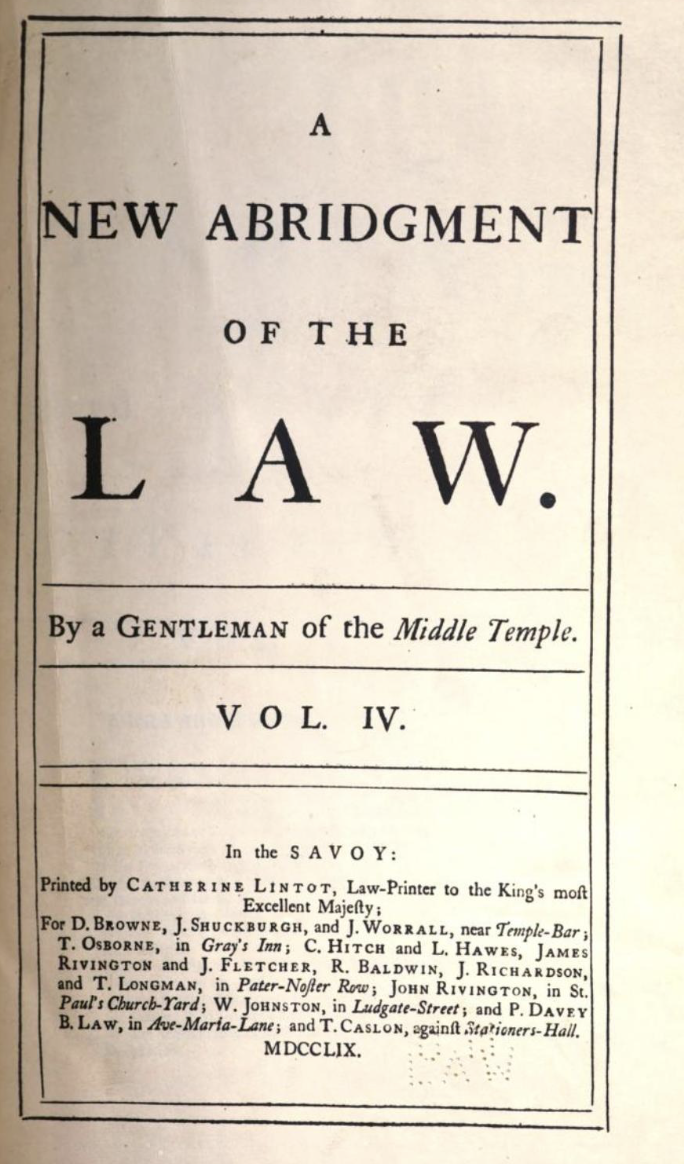 A
NEW ABRIDGMENT
OF THE
LAW.
By a GENTLEMAN of the Middle Temple.
VOL. IV.
In the SAVOY:
Printed by CATHERINE LINTOT, Law-Printer to the King's moſt
Excellent Majeſty;
For D. BROWNE, J. SHUCKBURGH, and J. WORRALL, near Temple-Bar;
T. OSBORNE, in Gray's Inn; C. HITCH and L. HAWES, JAMES
RIVINGTON and J. FLETCHER, R. BALDWIN, J. RICHARDSON,
and T. LONGMAN, in Pater-Noſter Row; JOHN RIVINGTON, in St.
Paul's Church-Yard; W. JOHNSTON, in Ludgate-Street; and P. DAVEY
B. LAW, in Ave-Maria-Lane; and T. CASLON, againſt Stationers-Hall.
MDCCLIX.
LAW